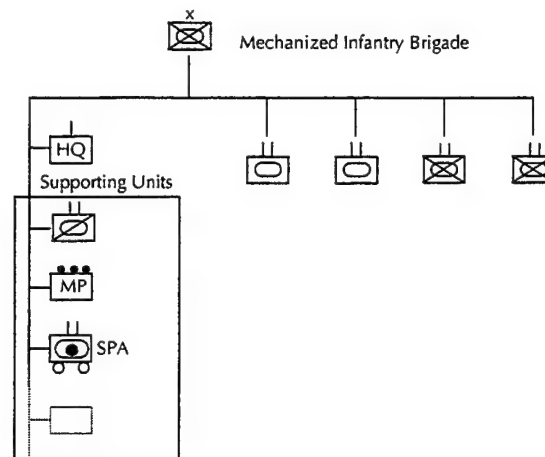 x
Mechanized Infantry Brigade
HQ
Supporting Units
MP
SPA